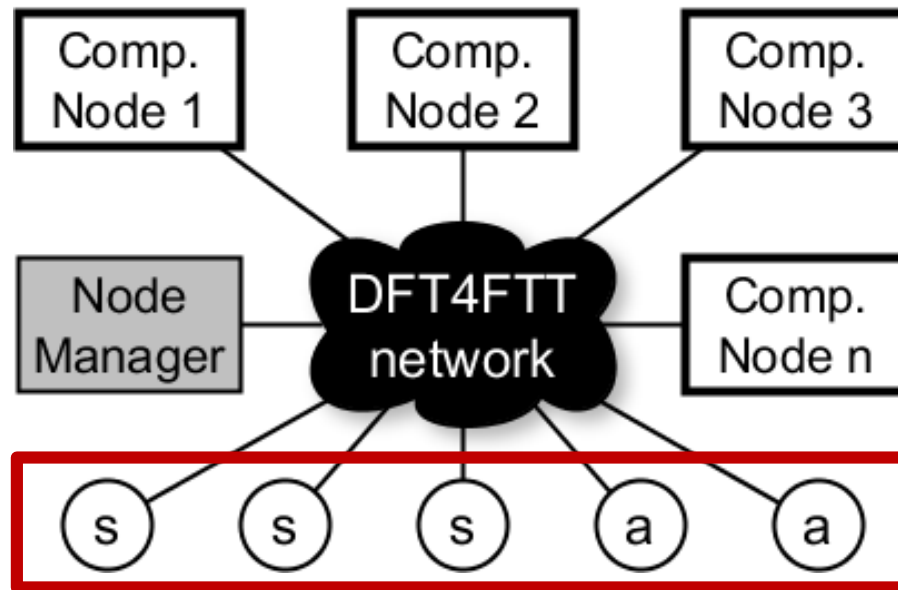 Comp.
Node 1
Comp.
Node 2
Comp.
Node 3
Node
Manager
DFT4FTT
network
Comp.
Node n
s
s
s
a
a